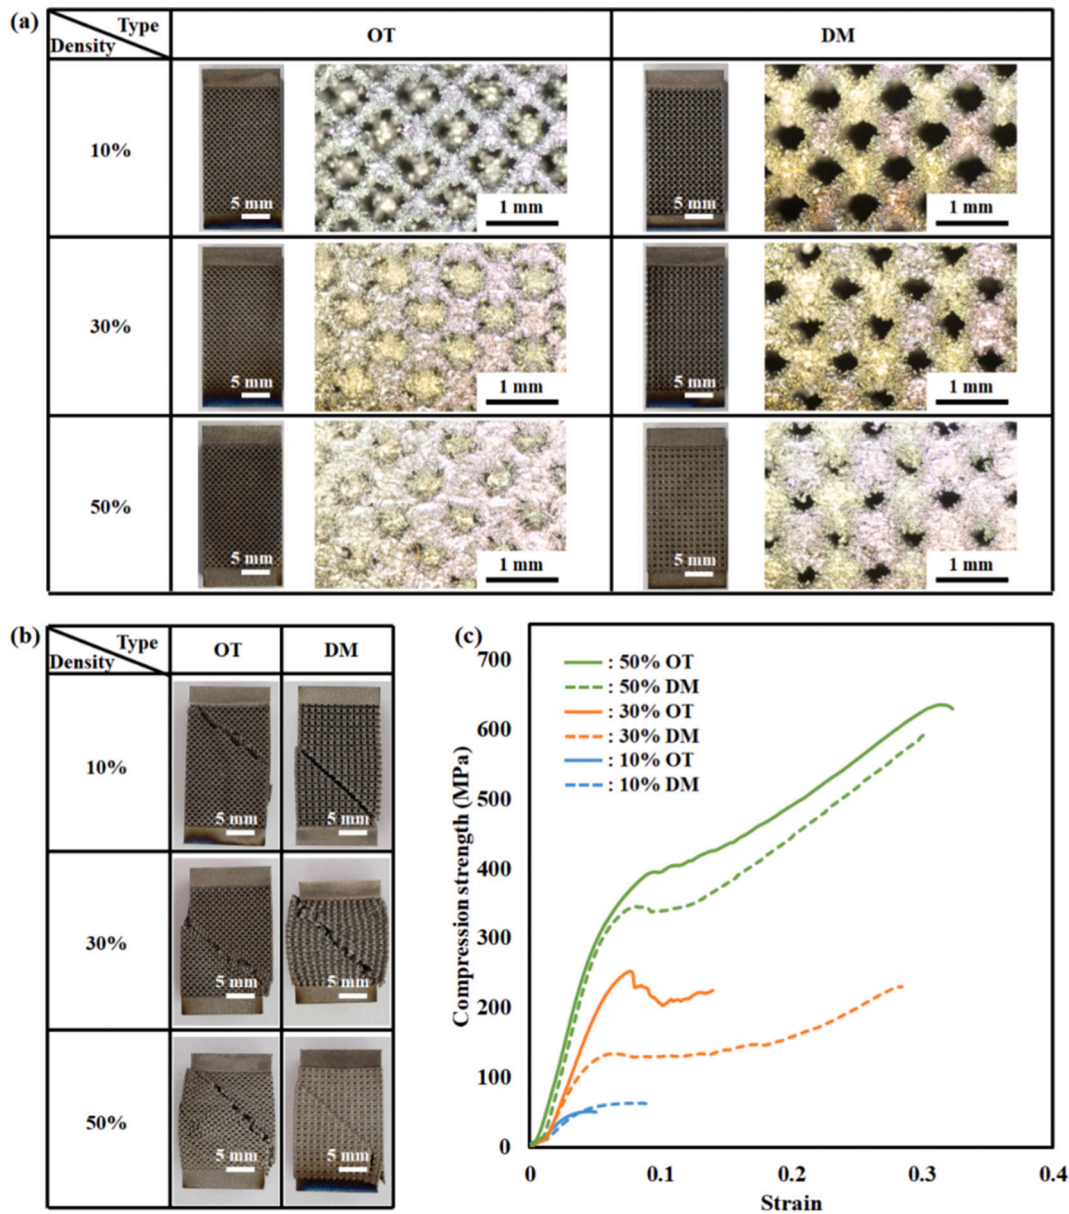 (a)
Type
Density
OT
DM
10%
5 mm
1 mm
5 mm
1 mm
30%
5 mm
1 mm
5 mm
1 mm
50%
5 mm
1 mm
5 mm
1 mm
(b)
Type
Density
OT
DM
10%
5 mm
5 mm
30%
5 mm
5 mm
50%
5 mm
5 mm
(c)
Compression strength (MPa)
700
600
500
400
300
200
100
0
: 50% OT
: 50% DM
: 30% OT
: 30% DM
: 10% OT
: 10% DM
0
0.1
0.2
0.3
0.4
Strain